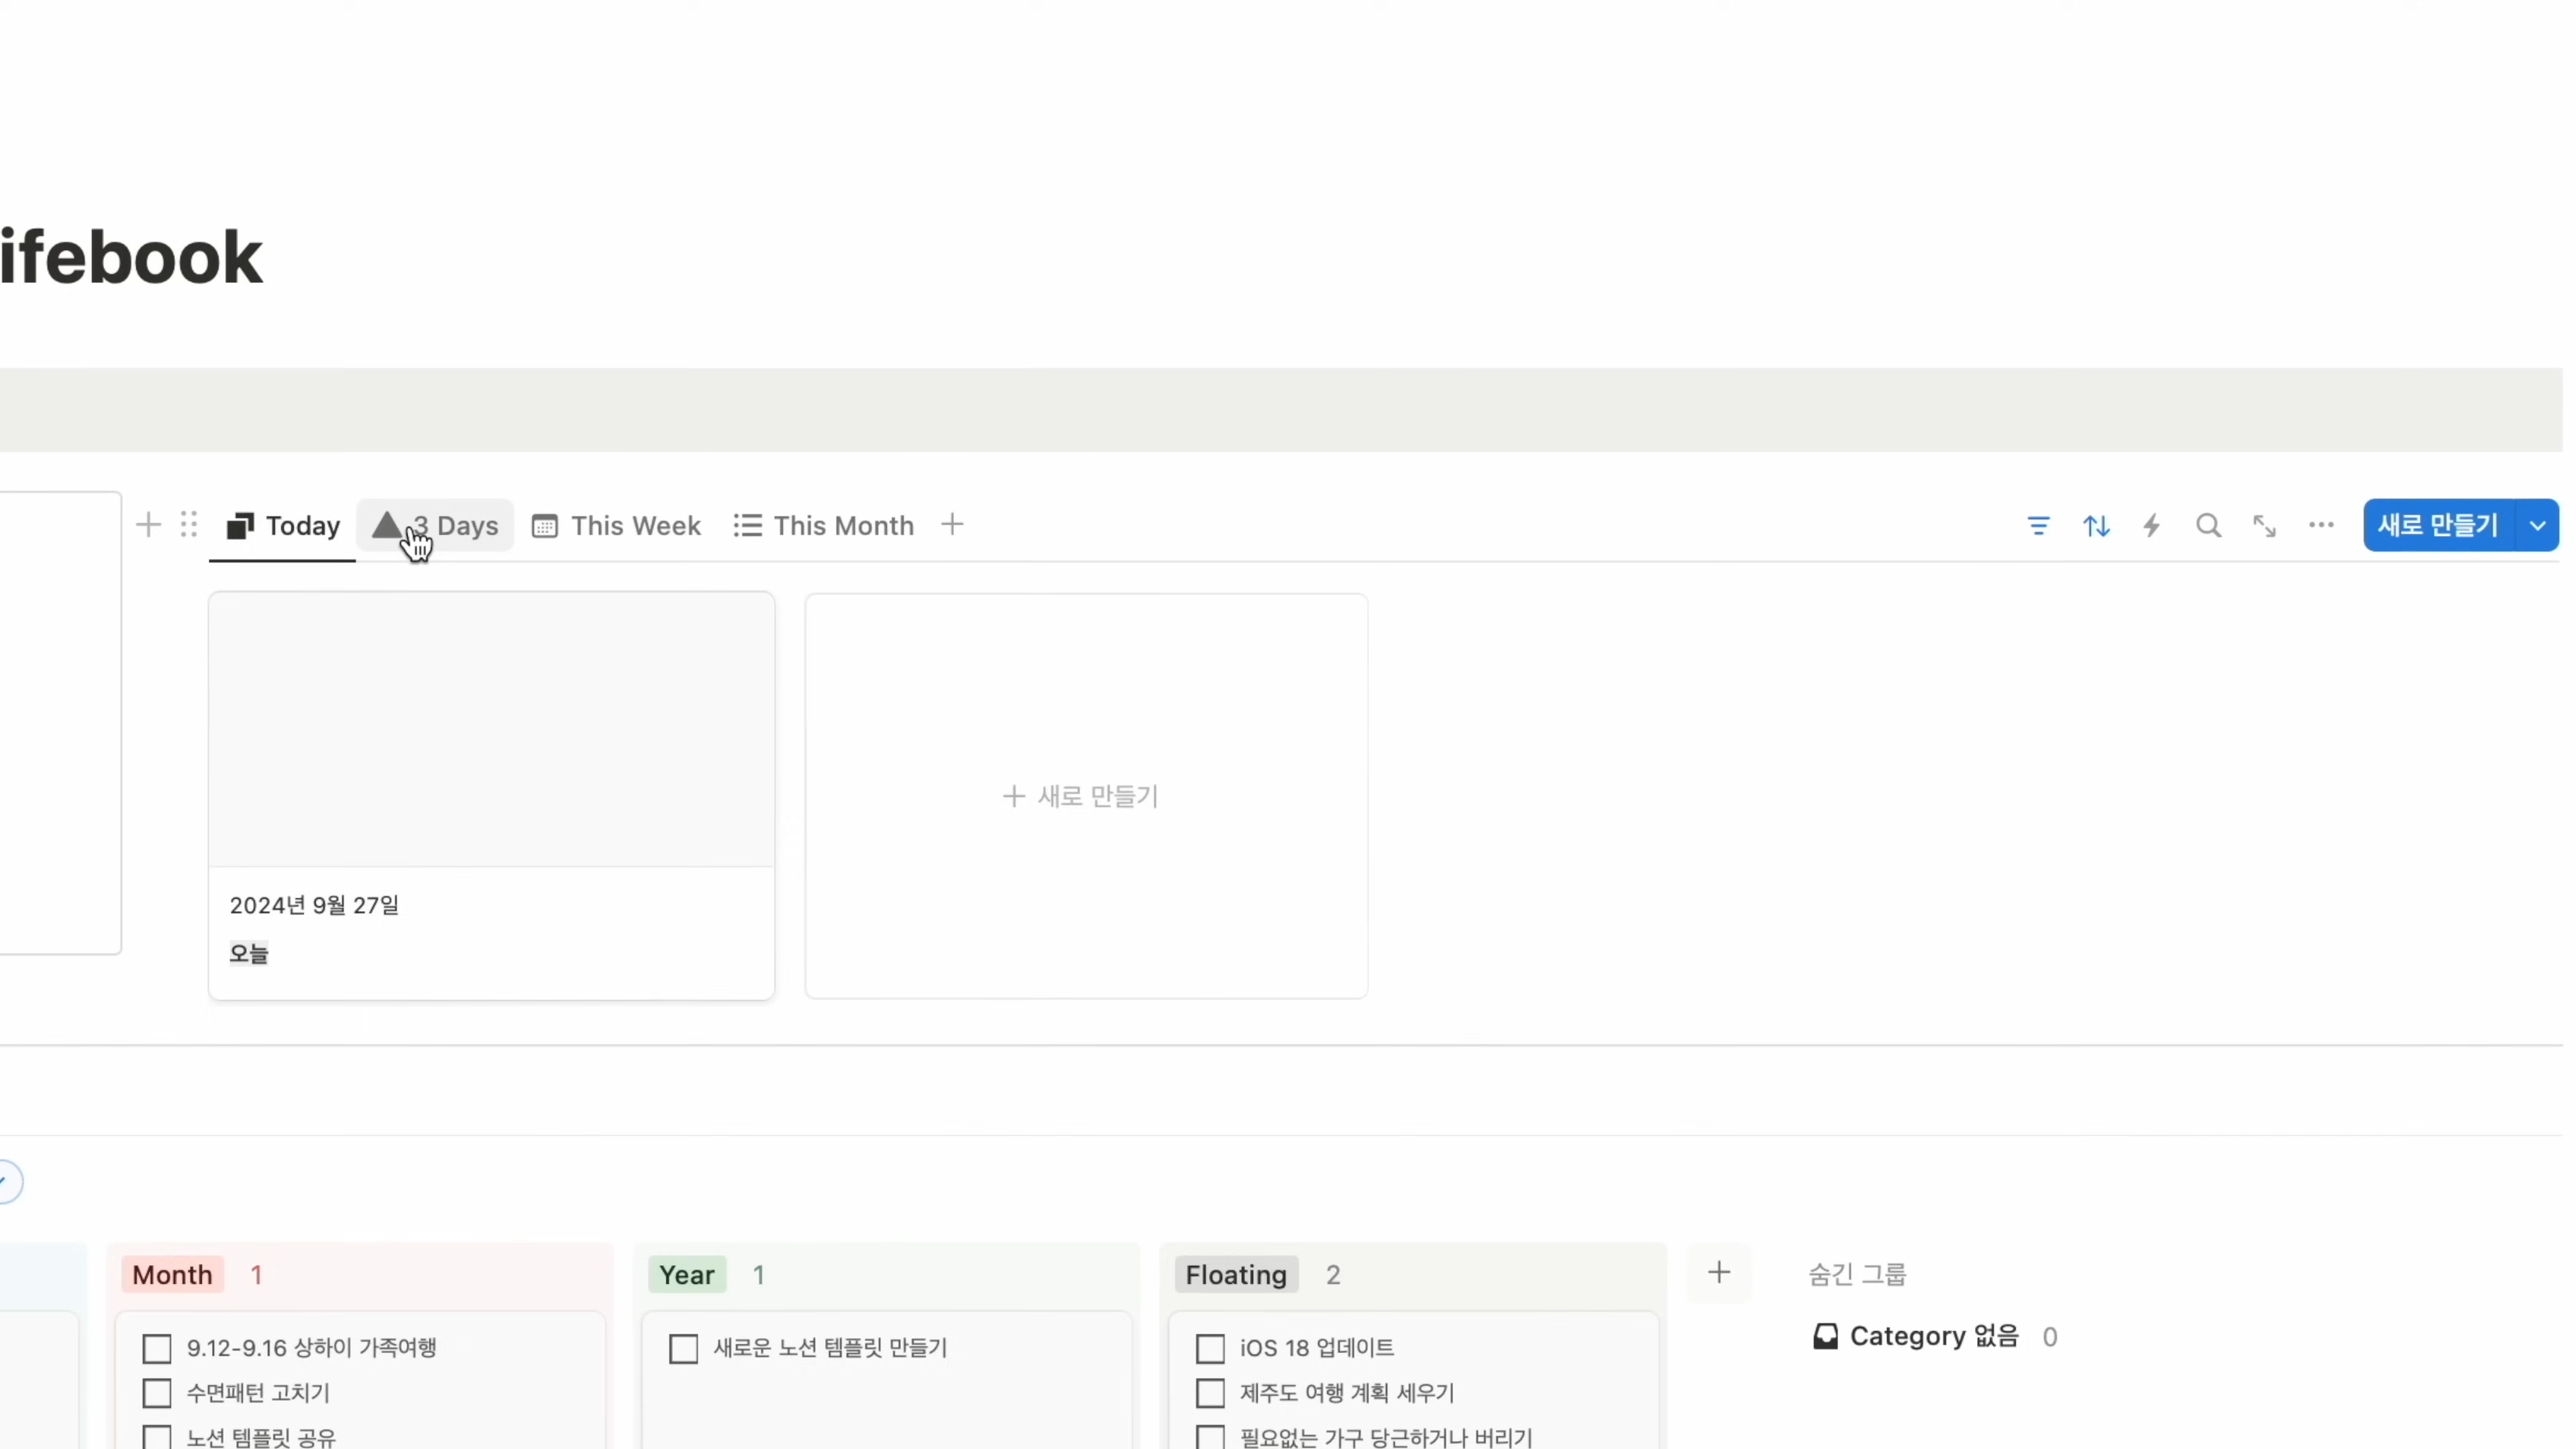 ifebook
Today 3 Days This Week This Month
새로 만들기
새로 만들기
2024년 9월 27일
오늘
Month 1
9.12-9.16 상하이 가족여행
수면패턴 고치기
노션 템플릿 공유
Year 1
새로운 노션 템플릿 만들기
Floating 2
iOS 18 업데이트
제주도 여행 계획 세우기
필요없는 가구 당근하거나 버리기
숨긴 그룹
Category 없음 0